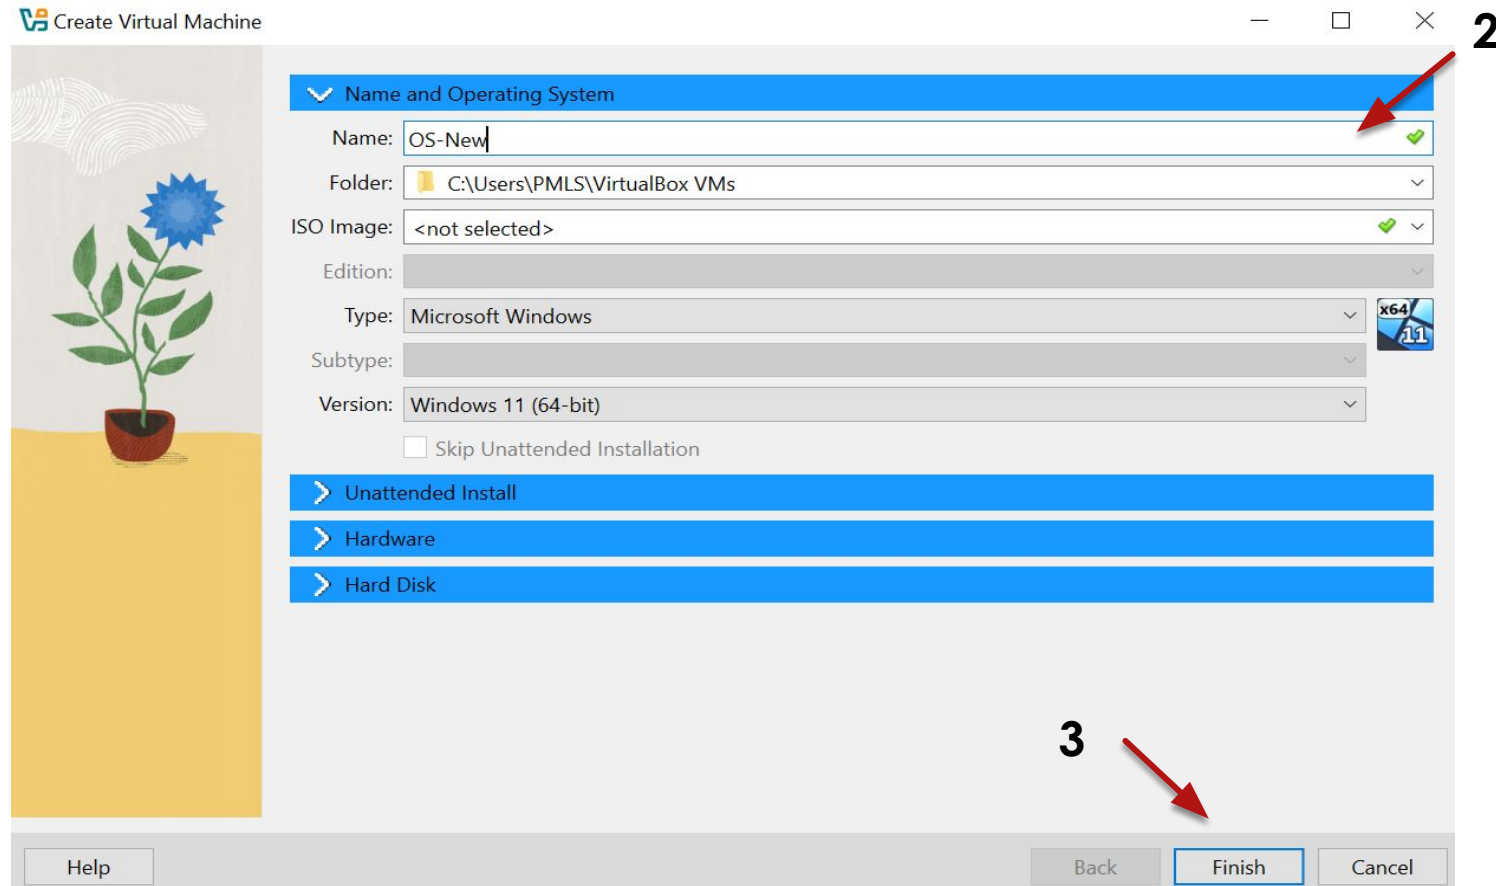 Create Virtual Machine
2
Name and Operating System
Name: OS-New
Folder: C:\Users\PMLS\VirtualBox VMs
ISO Image: <not selected>
Edition:
Type: Microsoft Windows
x64
11
Subtype:
Version: Windows 11 (64-bit)
Skip Unattended Installation
Unattended Install
Hardware
Hard Disk
3
Help Back Finish Cancel